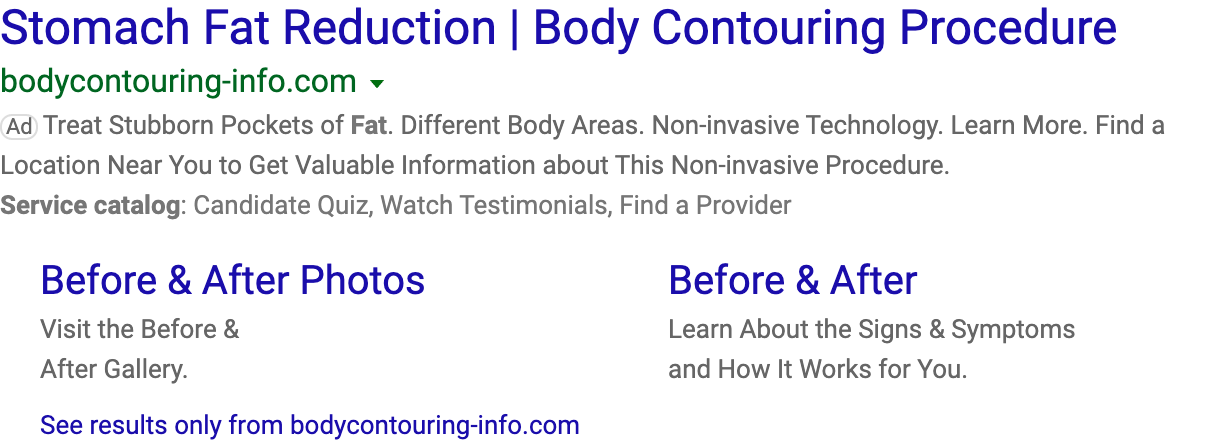 Stomach Fat Reduction | Body Contouring Procedure
bodycontouring-info.com
Ad Treat Stubborn Pockets of Fat. Different Body Areas. Non-invasive Technology. Learn More. Find a
Location Near You to Get Valuable Information about This Non-invasive Procedure.
Service catalog: Candidate Quiz, Watch Testimonials, Find a Provider
Before & After Photos
Visit the Before &
After Gallery.
Before & After
Learn About the Signs & Symptoms
and How It Works for You.
See results only from bodycontouring-info.com